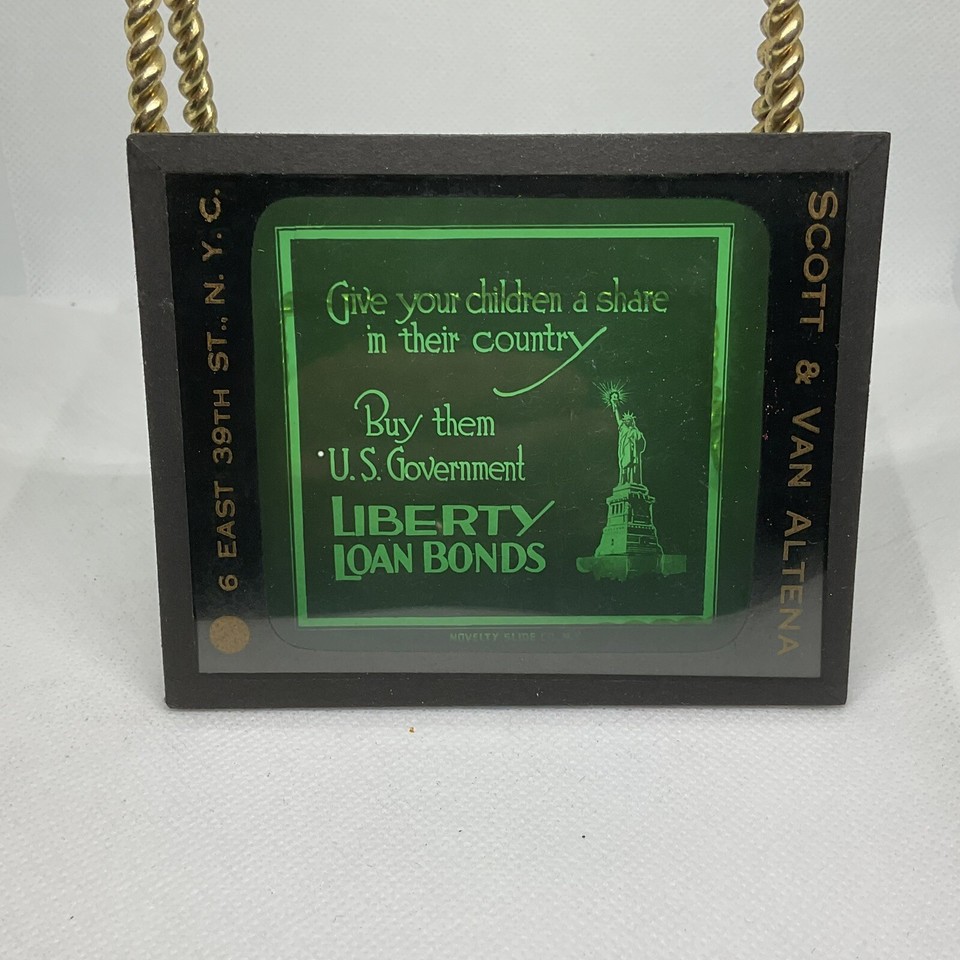 Give your children a share
in their country
Buy them
U.S. Government
LIBERTY
LOAN BONDS
NOVELTY SLIDE CO. N.Y.
6 EAST 39TH ST., N.Y.C.
SCOTT & VAN ALTENA